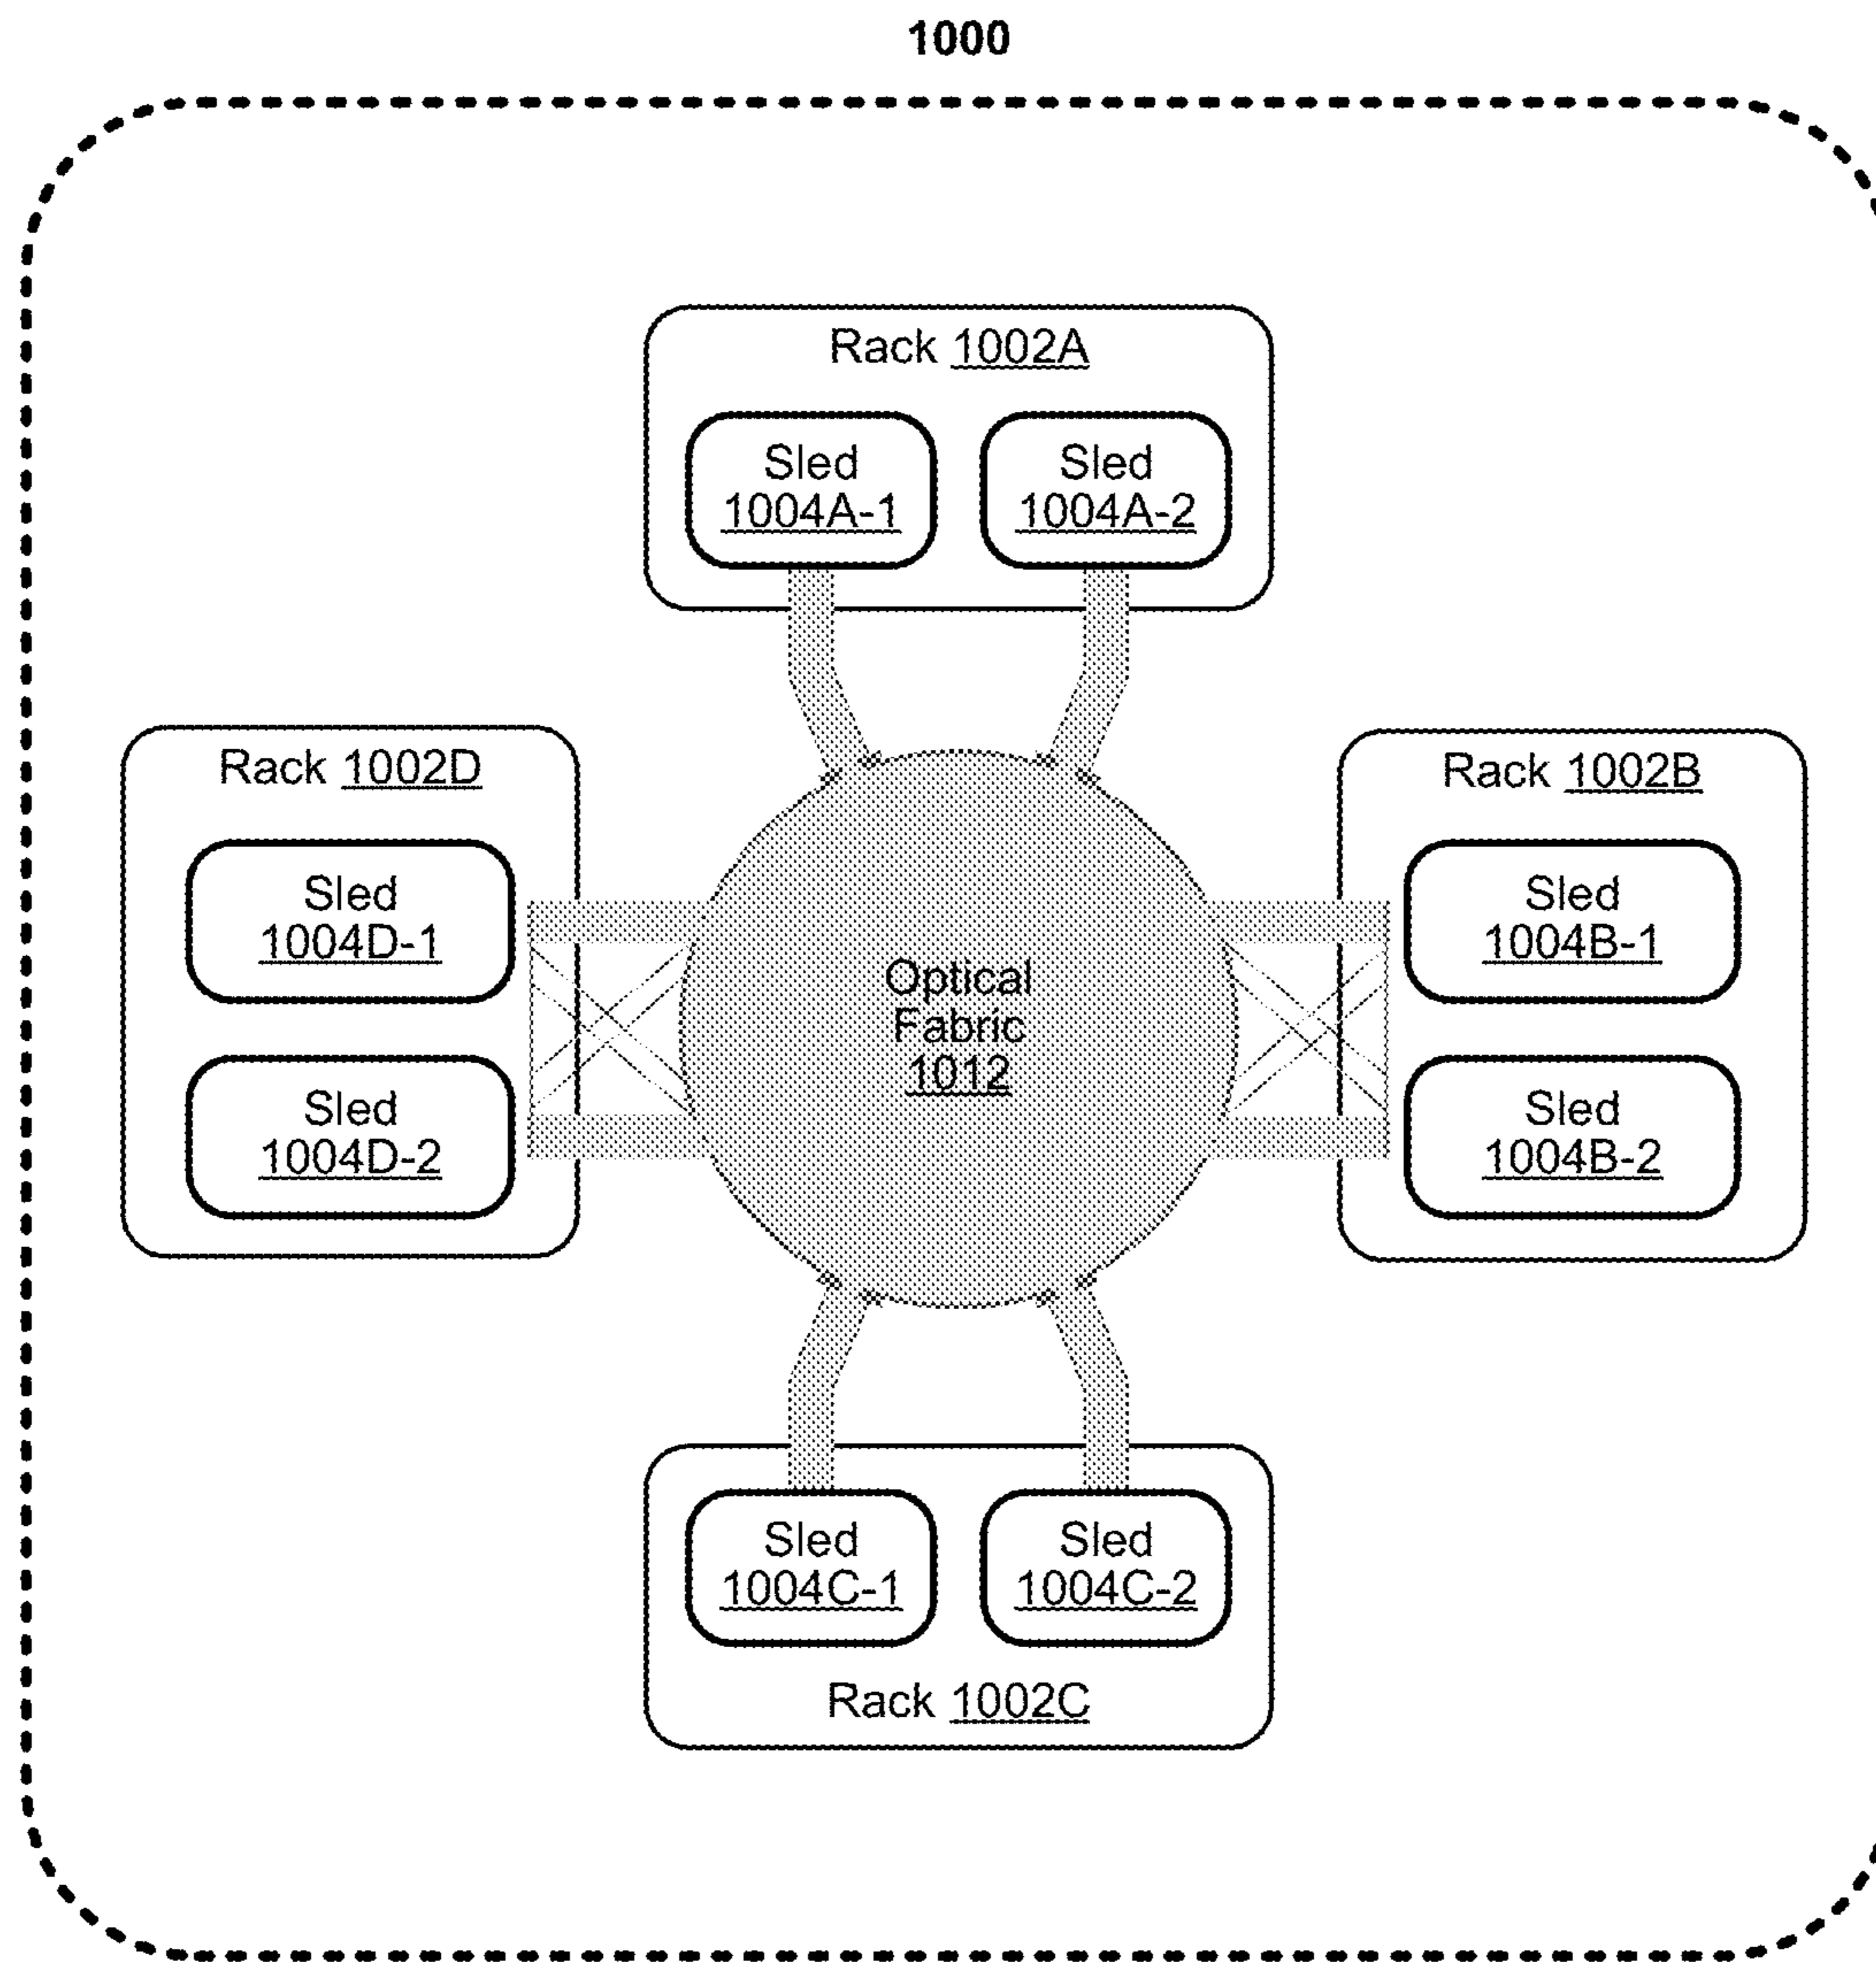 1000
Rack 1002A
Sled
1004A-1
Sled
1004A-2
Rack 1002D
Sled
1004D-1
Sled
1004D-2
Optical
Fabric
1012
Rack 1002B
Sled
1004B-1
Sled
1004B-2
Sled
1004C-1
Sled
1004C-2
Rack 1002C